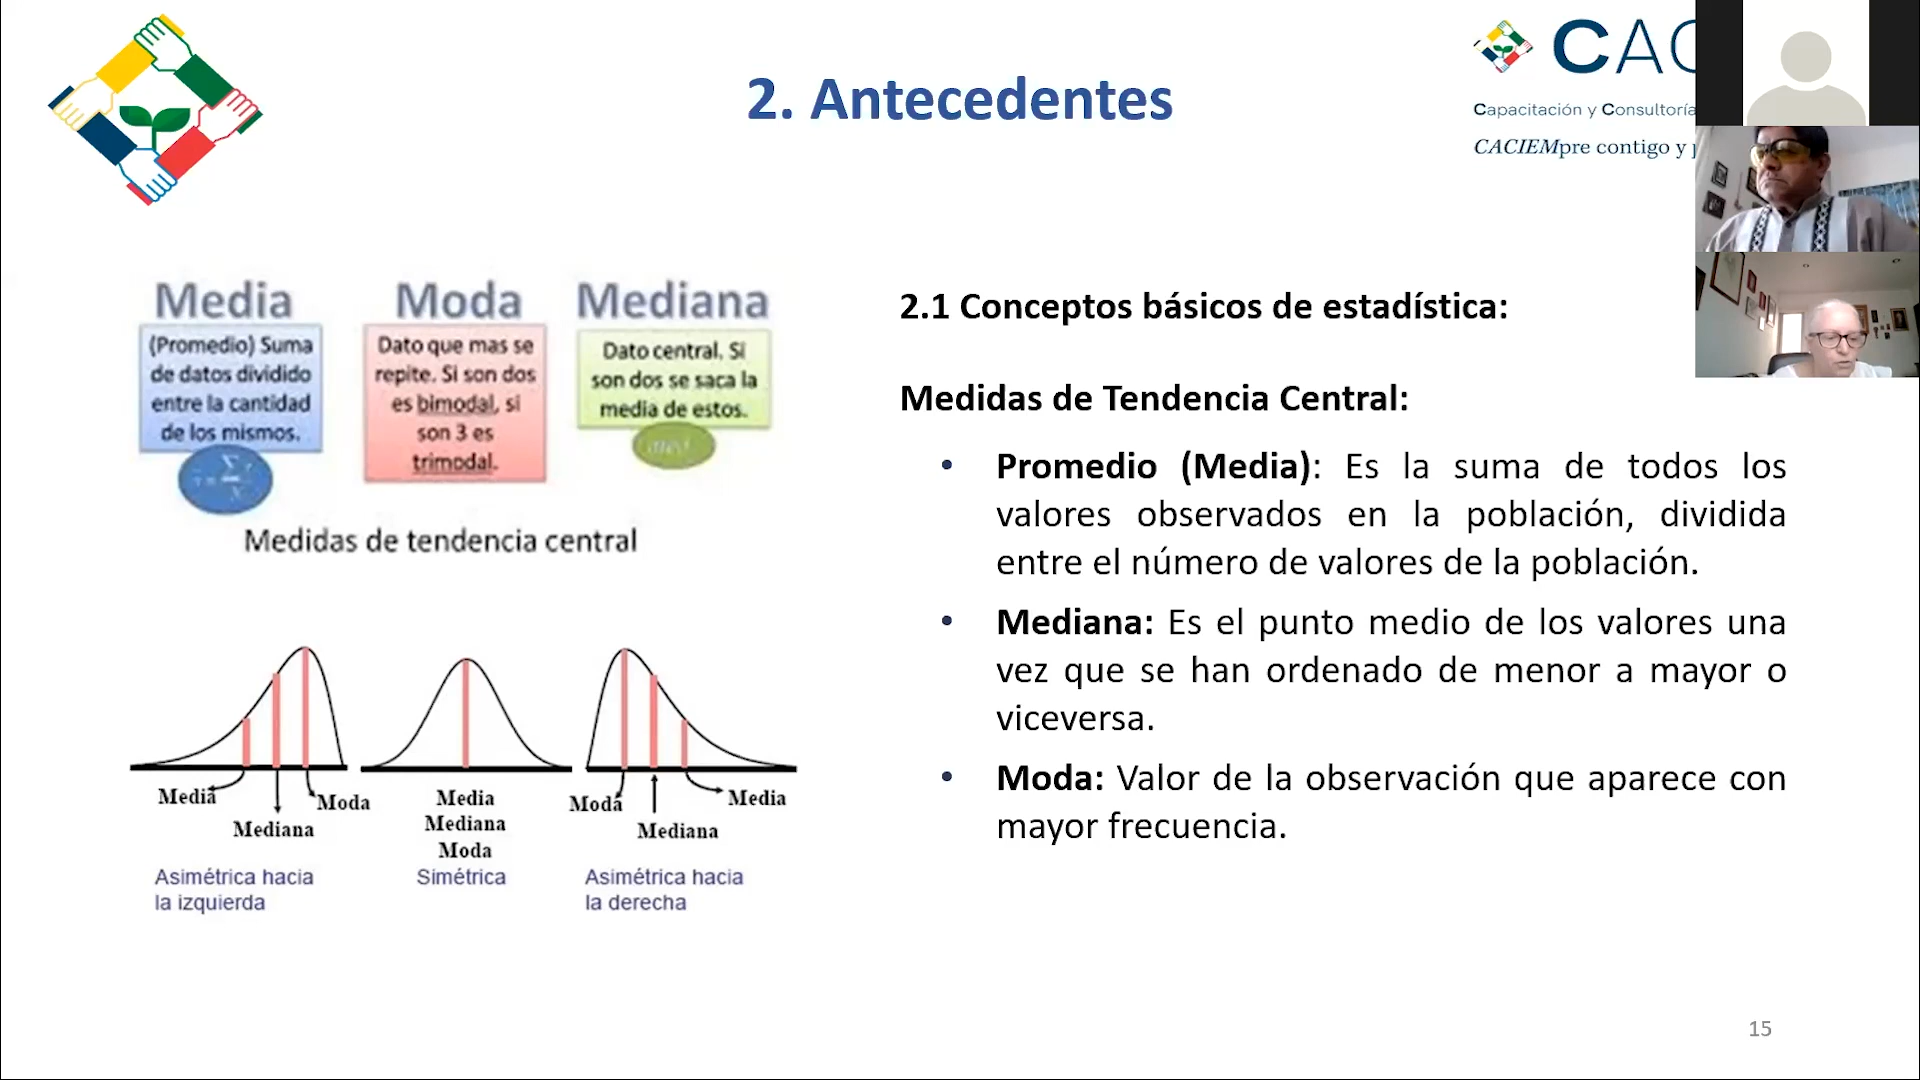 2. Antecedentes
CAC
Capacitación y Consultoría
CACIEMpre contigo y
Media
(Promedio) Suma
de datos dividido
entre la cantidad
de los mismos.
Moda
Dato que mas se
repite. Si son dos
es bimodal, si
son 3 es
trimodal.
Mediana
Dato central. Si
son dos se saca la
media de estos.
Medidas de tendencia central
Media
Mediana
Moda
Asimétrica hacia
la izquierda
Media
Mediana
Moda
Simétrica
Moda
Mediana
Media
Asimétrica hacia
la derecha
2.1 Conceptos básicos de estadística:
Medidas de Tendencia Central:
• Promedio (Media): Es la suma de todos los
valores observados en la población, dividida
entre el número de valores de la población.
• Mediana: Es el punto medio de los valores una
vez que se han ordenado de menor a mayor o
viceversa.
• Moda: Valor de la observación que aparece con
mayor frecuencia.
15